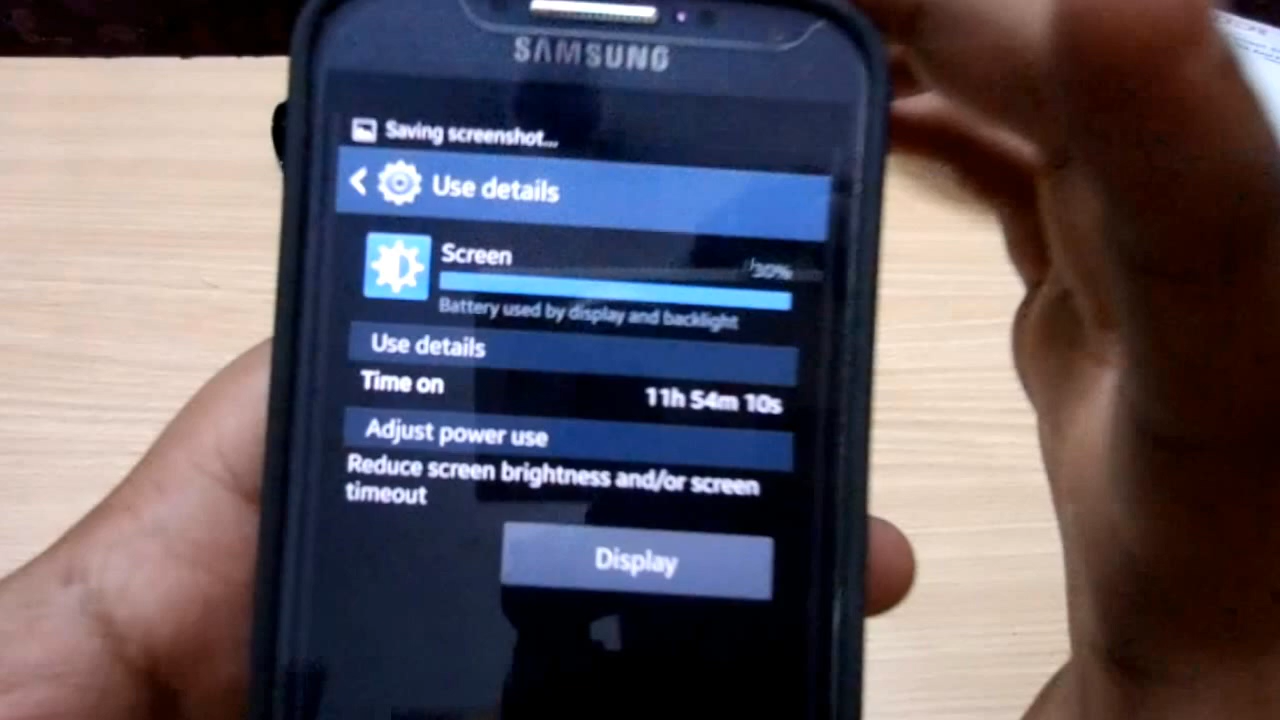 SAMSUNG
Saving screenshot...
Use details
Screen
30%
Battery used by display and backlight
Use details
Time on
11h 54m 10s
Adjust power use
Reduce screen brightness and/or screen
timeout
Display